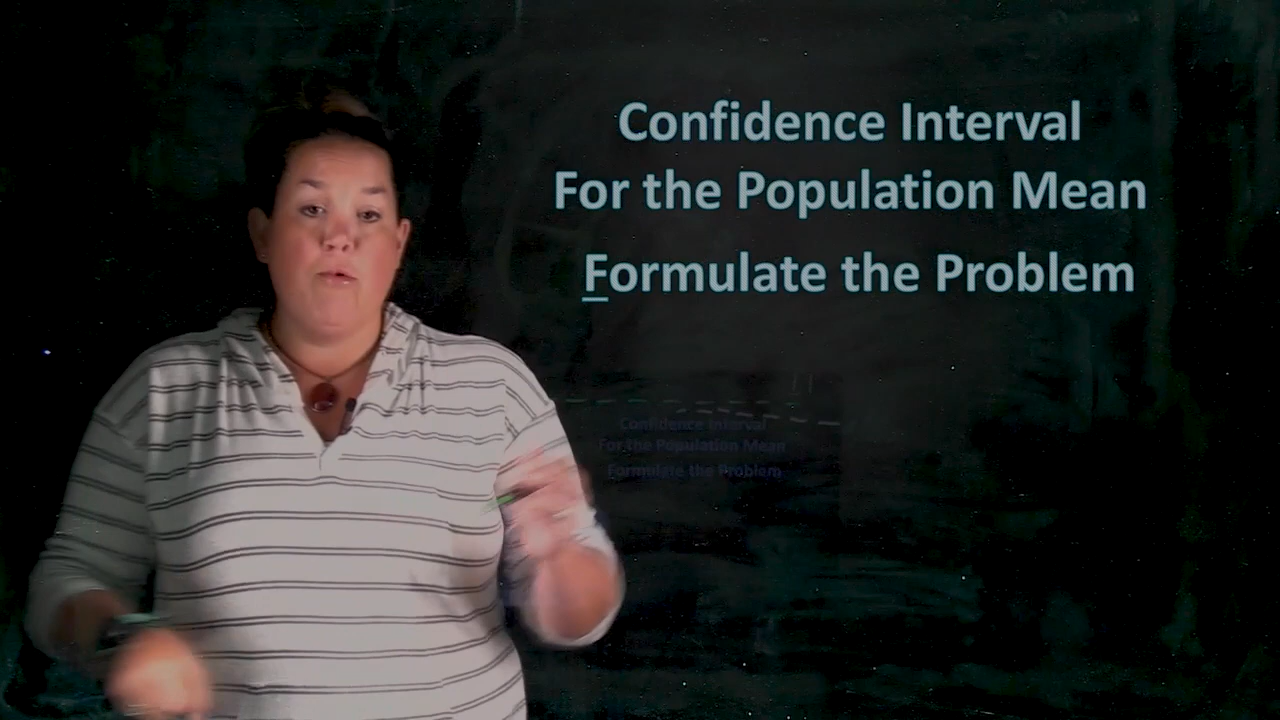 Confidence Interval
For the Population Mean
Formulate the Problem
Confidence Interval
For the Population Mean
Formulate the Problem